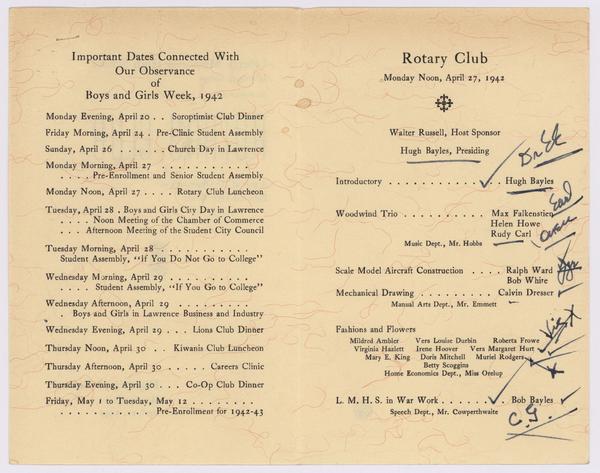 Important Dates Connected With
Our Observance
of
Boys and Girls Week, 1942
Monday Evening, April 20 . . Soroptimist Club Dinner
Friday Morning, April 24 . Pre-Clinic Student Assembly
Sunday, April 26 . . . . . . Church Day in Lawrence
Monday Morning, April 27 . . . . . . . . . . .
. . . . Pre-Enrollment and Senior Student Assembly
Monday Noon, April 27 . . . . Rotary Club Luncheon
Tuesday, April 28 . Boys and Girls City Day in Lawrence
. . . . Noon Meeting of the Chamber of Commerce
. . . Afternoon Meeting of the Student City Council
Tuesday Morning, April 28 . . . . . . . . . . .
Student Assembly, "If You Do Not Go to College"
Wednesday Morning, April 29 . . . . . . . . . .
. . . . Student Assembly, "If You Go to College"
Wednesday Afternoon, April 29 . . . . . . . . .
. Boys and Girls in Lawrence Business and Industry
Wednesday Evening, April 29 . . . Lions Club Dinner
Thursday Noon, April 30 . . Kiwanis Club Luncheon
Thursday Afternoon, April 30 . . . . . Careers Clinic
Thursday Evening, April 30 . . . Co-Op Club Dinner
Friday, May 1 to Tuesday, May 12 . . . . . . . . .
. . . . . . . . . . . Pre-Enrollment for 1942-43
Rotary Club
Monday Noon, April 27, 1942
Walter Russell, Host Sponsor
Hugh Bayles, Presiding
Introductory . . . . . . . . . . . . Hugh Bayles
Woodwind Trio . . . . . . . . . . Max Falkenstien
Helen Howe
Rudy Carl
Music Dept., Mr. Hobbs
Earl
Scale Model Aircraft Construction . . . . Ralph Ward
Bob White
Mechanical Drawing . . . . . . . . . Calvin Dresser
Manual Arts Dept., Mr. Emmett
Fashions and Flowers
Mildred Ambler Vera Louise Durbin Roberta Frowe
Virginia Hazlett Irene Hoover Vera Margaret Hurt
Mary E. King Doris Mitchell Muriel Rodgers
Betty Scoggins
Home Economics Dept., Miss Orelup
X
X
L. M. H. S. in War Work . . . . . . . . Bob Bayles
Speech Dept., Mr. Cowperthwaite
C. G.